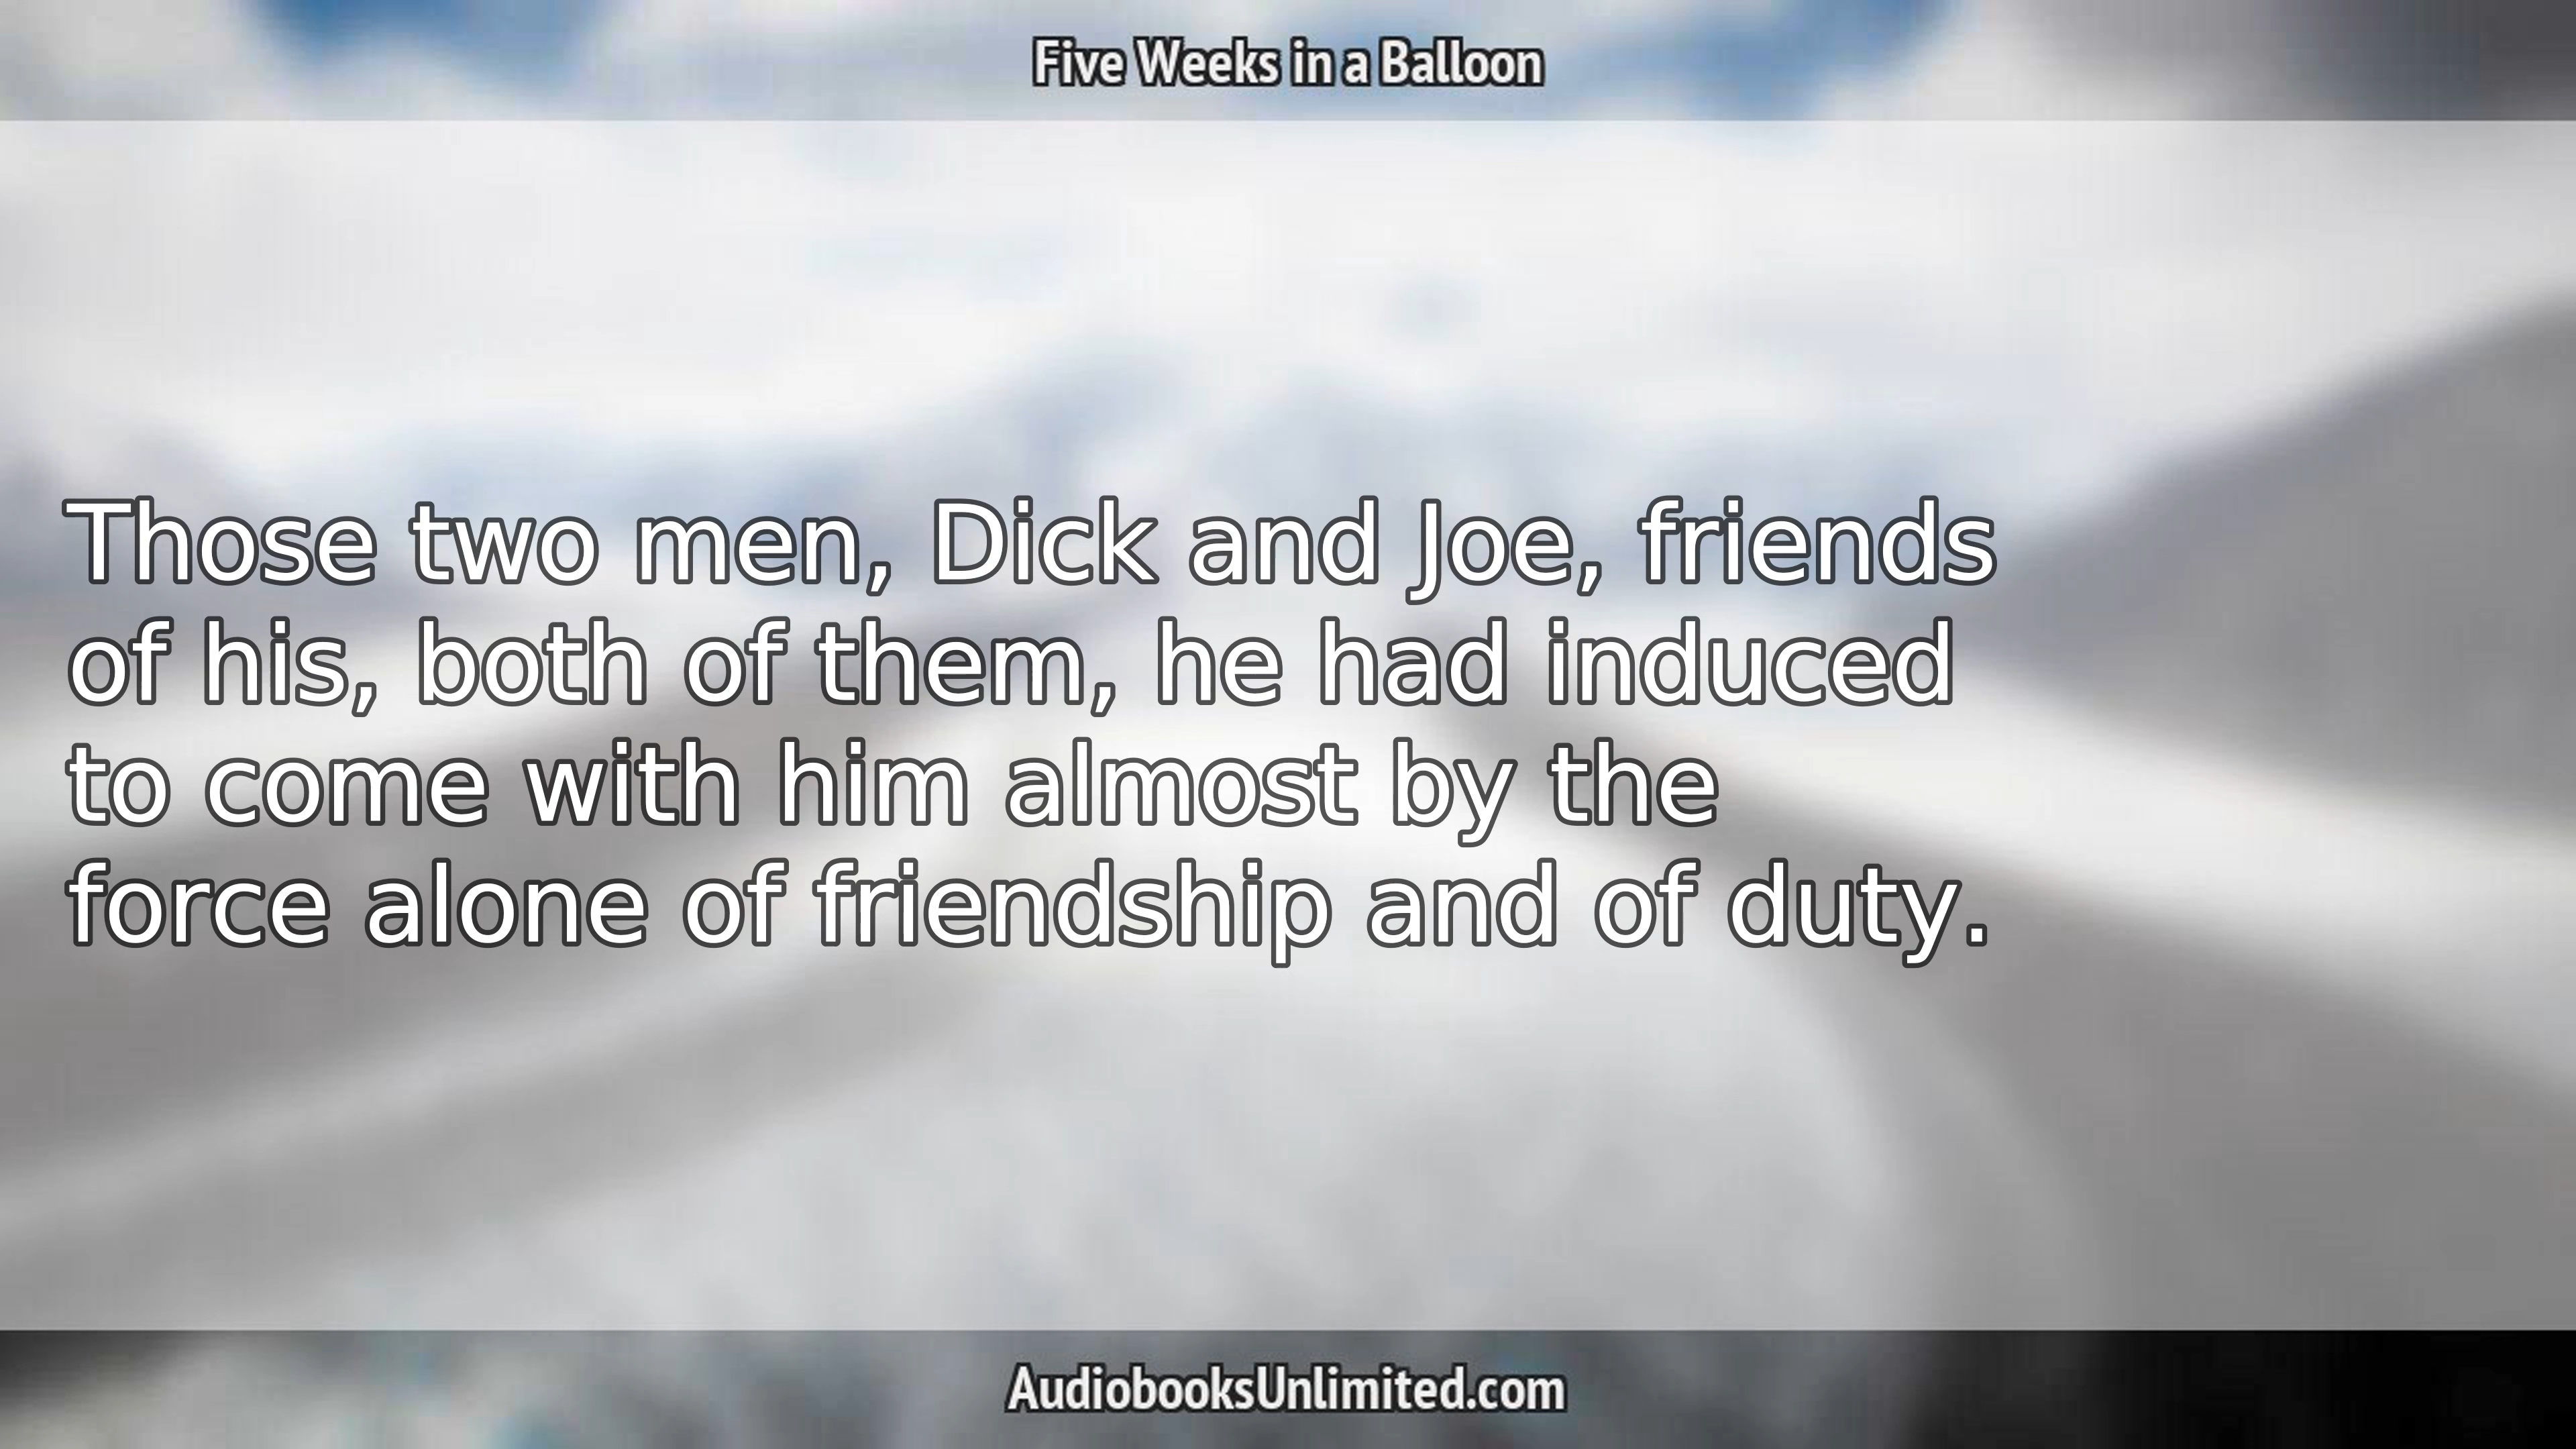 Five Weeks in a Balloon
Those two men, Dick and Joe, friends
of his, both of them, he had induced
to come with him almost by the
force alone of friendship and of duty.
AudiobooksUnlimited.com